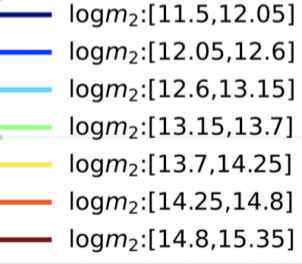 logm₂:[11.5,12.05]
logm₂:[12.05,12.6]
logm₂:[12.6,13.15]
logm₂:[13.15,13.7]
logm₂:[13.7,14.25]
logm₂:[14.25,14.8]
logm₂:[14.8,15.35]